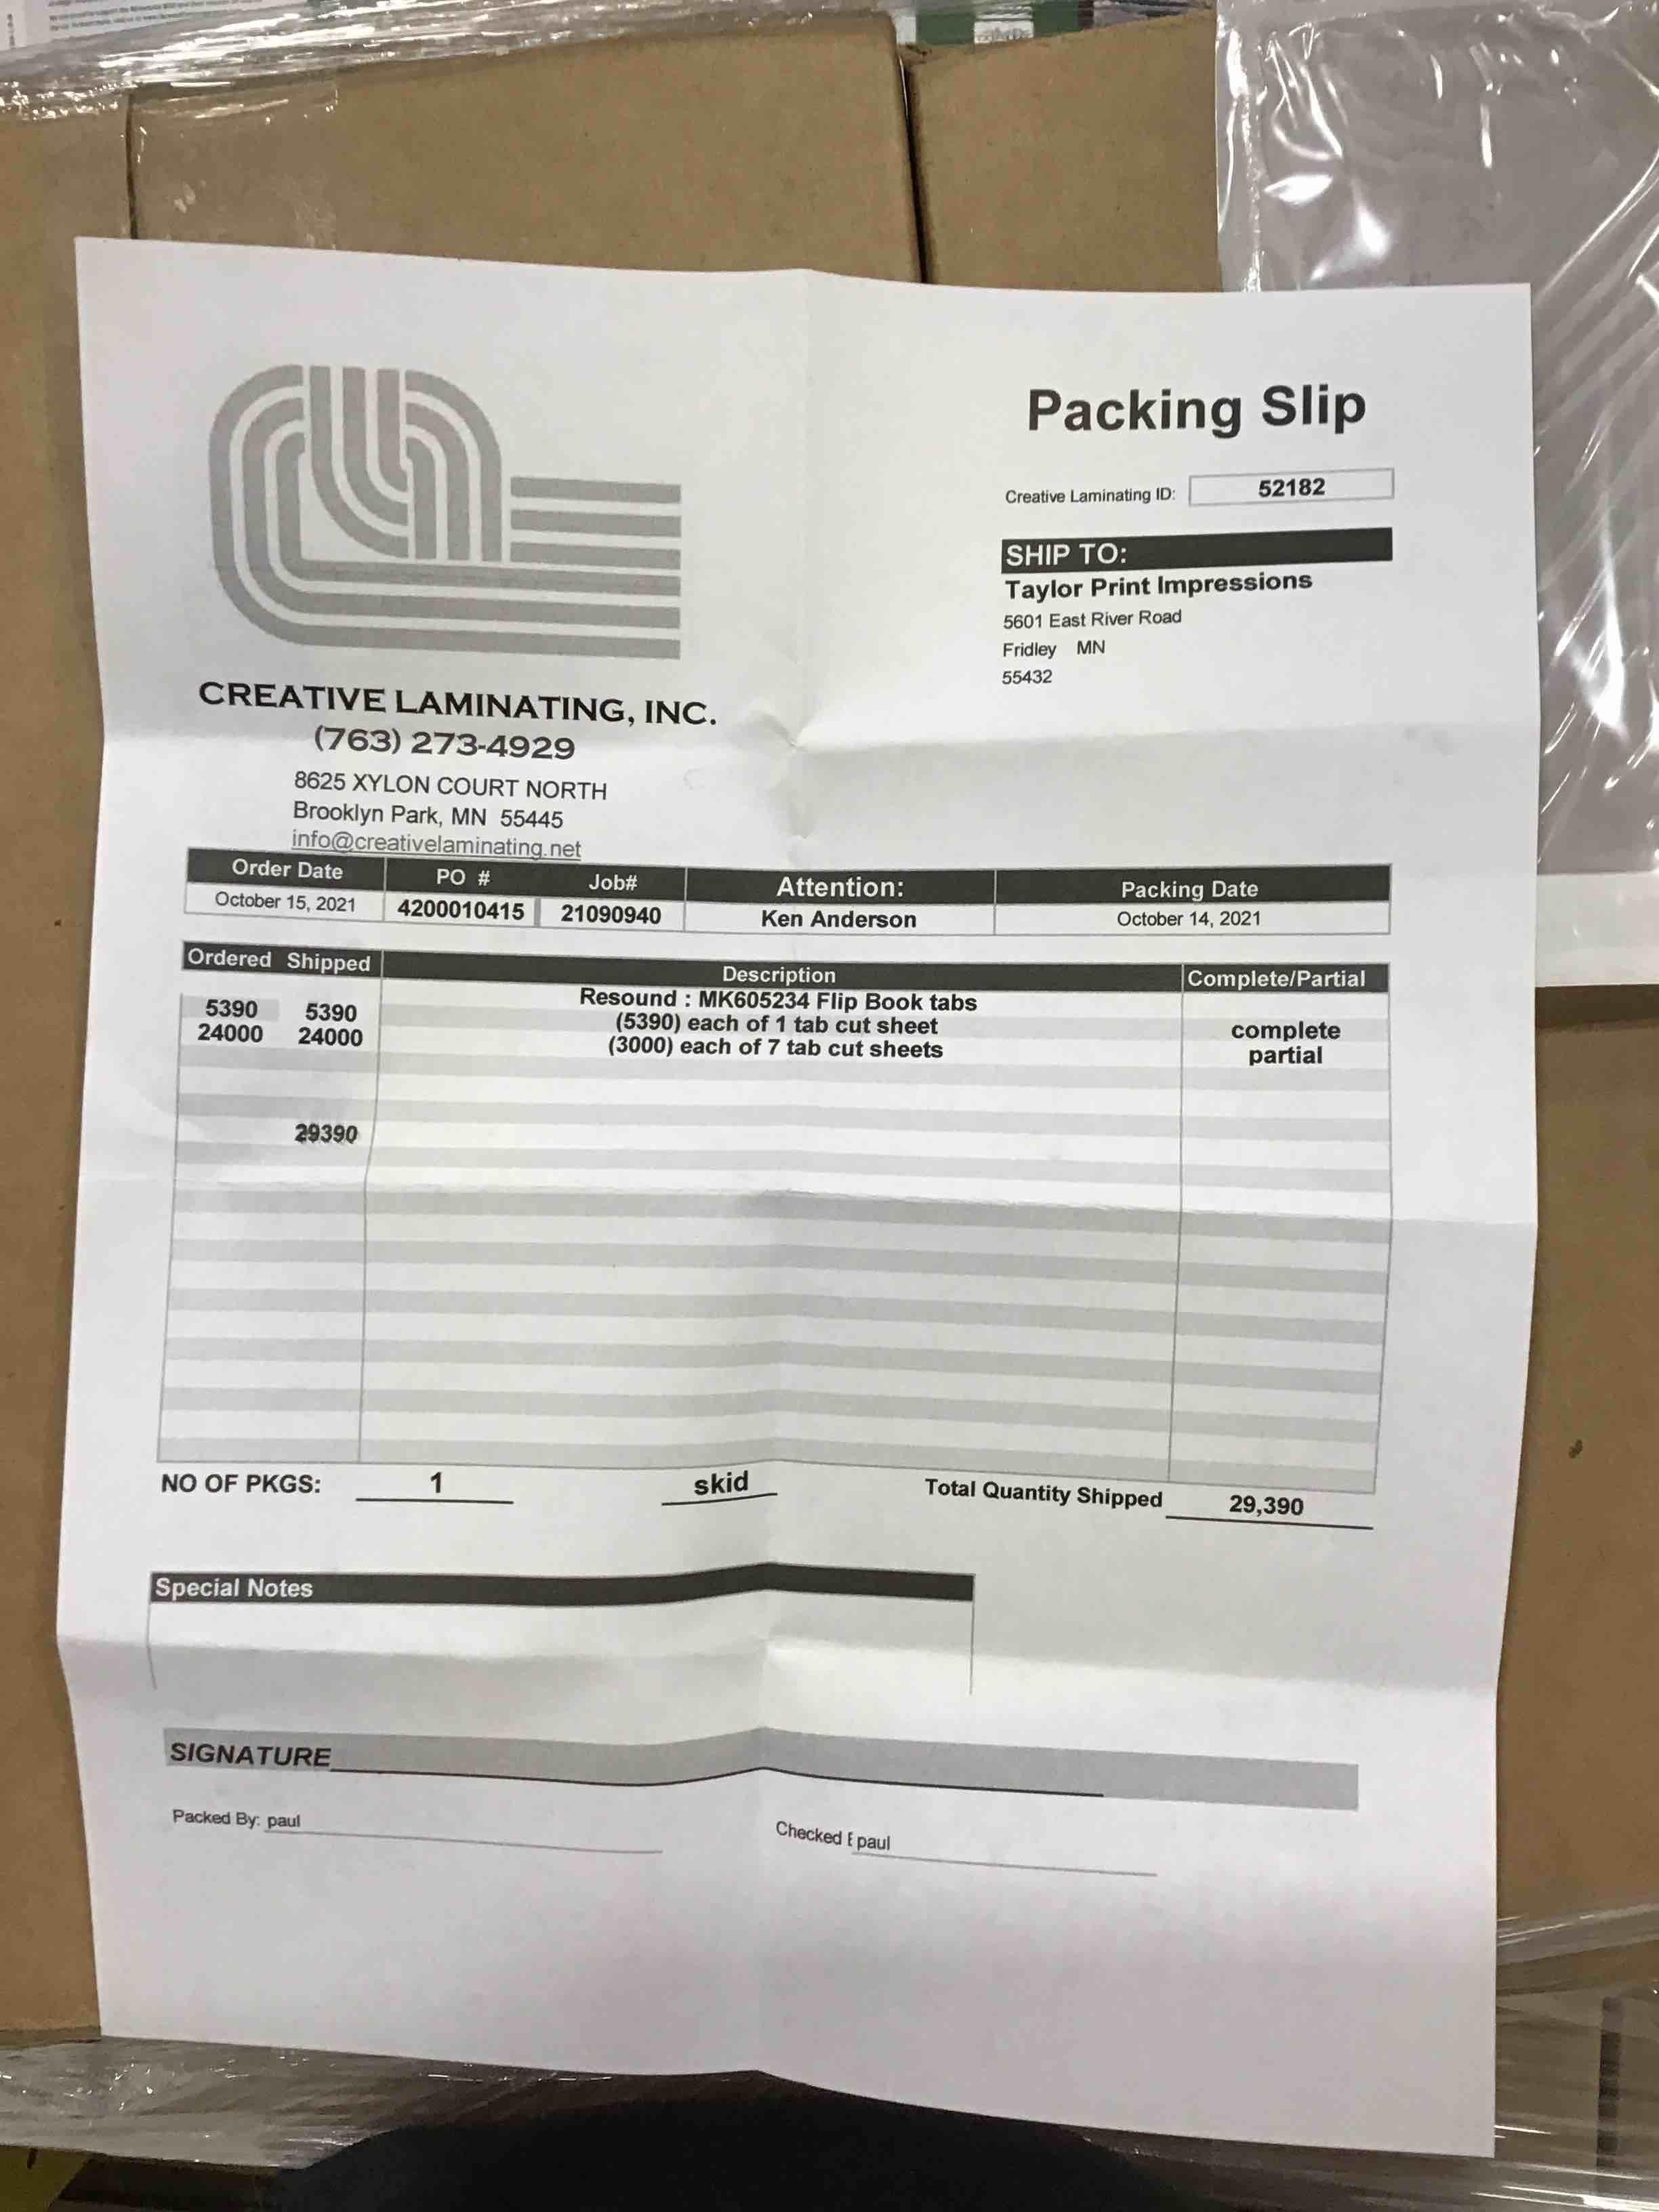 Packing Slip
Creative Laminating ID: 52182
SHIP TO:
Taylor Print Impressions
5601 East River Road
Fridley MN
55432
CREATIVE LAMINATING, INC.
(763) 273-4929
8625 XYLON COURT NORTH
Brooklyn Park, MN 55445
info@creativelaminating.net
Order Date PO # Job# Attention: Packing Date
October 15, 2021 4200010415 21090940 Ken Anderson October 14, 2021
Ordered Shipped Description Complete/Partial
Resound : MK605234 Flip Book tabs
5390 5390 (5390) each of 1 tab cut sheet complete
24000 24000 (3000) each of 7 tab cut sheets partial
29390
NO OF PKGS: 1 skid Total Quantity Shipped 29,390
Special Notes
SIGNATURE
Packed By: paul Checked paul